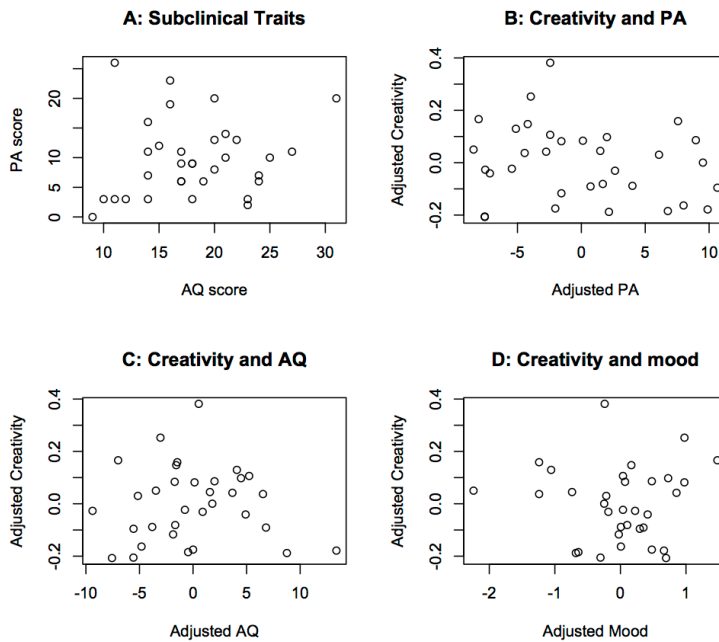 A: Subclinical Traits
PA score
0
5
10
20
10
15
20
25
30
AQ score
B: Creativity and PA
Adjusted Creativity
-0.2
0.0
0.2
0.4
-5
0
5
10
Adjusted PA
C: Creativity and AQ
Adjusted Creativity
-0.2
0.0
0.2
0.4
-10
-5
0
5
10
Adjusted AQ
D: Creativity and mood
Adjusted Creativity
-0.2
0.0
0.2
0.4
-2
-1
0
1
Adjusted Mood